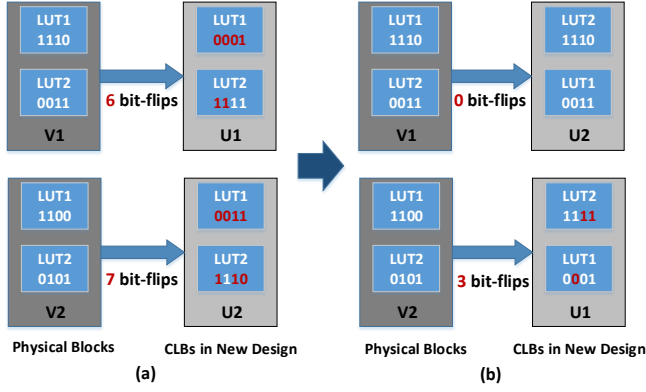 LUT1
1110
LUT2
0011
V1
6 bit-flips
LUT1
0001
LUT2
1111
U1
LUT1
1100
LUT2
0101
V2
7 bit-flips
LUT1
0011
LUT2
1110
U2
Physical Blocks
CLBs in New Design
(a)
LUT1
1110
LUT2
0011
V1
0 bit-flips
LUT2
1110
LUT1
0011
U2
LUT1
1100
LUT2
0101
V2
3 bit-flips
LUT2
1111
LUT1
0001
U1
Physical Blocks
CLBs in New Design
(b)